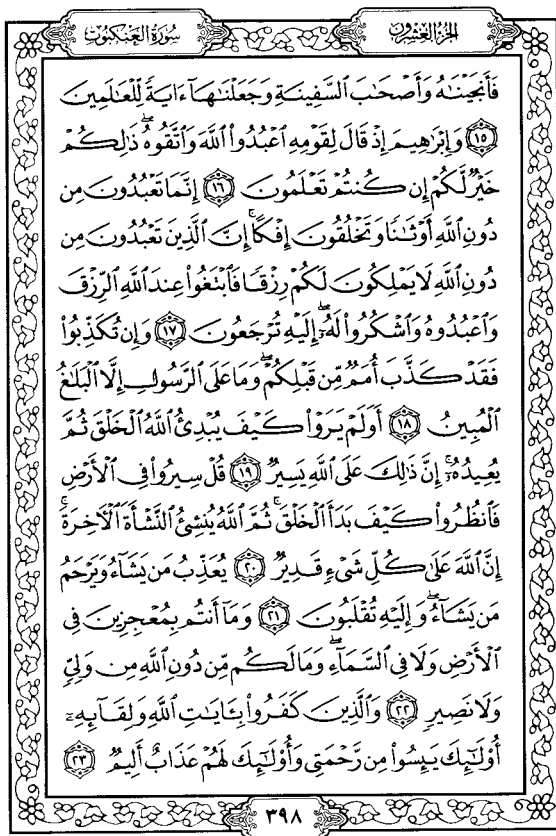 الجزء العشرون
سورة العنكبوت
فَأَنجَيْنَٰهُ وَأَصْحَٰبَ ٱلسَّفِينَةِ وَجَعَلْنَٰهَآ ءَايَةً لِّلْعَٰلَمِينَ
﴿١٥﴾ وَإِبْرَٰهِيمَ إِذْ قَالَ لِقَوْمِهِ ٱعْبُدُوا۟ ٱللَّهَ وَٱتَّقُوهُ ۖ ذَٰلِكُمْ
خَيْرٌ لَّكُمْ إِن كُنتُمْ تَعْلَمُونَ ﴿١٦﴾ إِنَّمَا تَعْبُدُونَ مِن
دُونِ ٱللَّهِ أَوْثَٰنًا وَتَخْلُقُونَ إِفْكًا ۚ إِنَّ ٱلَّذِينَ تَعْبُدُونَ مِن
دُونِ ٱللَّهِ لَا يَمْلِكُونَ لَكُمْ رِزْقًا فَٱبْتَغُوا۟ عِندَ ٱللَّهِ ٱلرِّزْقَ
وَٱعْبُدُوهُ وَٱشْكُرُوا۟ لَهُۥٓ ۖ إِلَيْهِ تُرْجَعُونَ ﴿١٧﴾ وَإِن تُكَذِّبُوا۟
فَقَدْ كَذَّبَ أُمَمٌ مِّن قَبْلِكُمْ ۖ وَمَا عَلَى ٱلرَّسُولِ إِلَّا ٱلْبَلَٰغُ
ٱلْمُبِينُ ﴿١٨﴾ أَوَلَمْ يَرَوْا۟ كَيْفَ يُبْدِئُ ٱللَّهُ ٱلْخَلْقَ ثُمَّ
يُعِيدُهُۥٓ ۚ إِنَّ ذَٰلِكَ عَلَى ٱللَّهِ يَسِيرٌ ﴿١٩﴾ قُلْ سِيرُوا۟ فِى ٱلْأَرْضِ
فَٱنظُرُوا۟ كَيْفَ بَدَأَ ٱلْخَلْقَ ۚ ثُمَّ ٱللَّهُ يُنشِئُ ٱلنَّشْأَةَ ٱلْـَٔاخِرَةَ ۚ
إِنَّ ٱللَّهَ عَلَىٰ كُلِّ شَىْءٍ قَدِيرٌ ﴿٢٠﴾ يُعَذِّبُ مَن يَشَآءُ وَيَرْحَمُ
مَن يَشَآءُ ۖ وَإِلَيْهِ تُقْلَبُونَ ﴿٢١﴾ وَمَآ أَنتُم بِمُعْجِزِينَ فِى
ٱلْأَرْضِ وَلَا فِى ٱلسَّمَآءِ ۖ وَمَا لَكُم مِّن دُونِ ٱللَّهِ مِن وَلِىٍّ
وَلَا نَصِيرٍ ﴿٢٢﴾ وَٱلَّذِينَ كَفَرُوا۟ بِـَٔايَٰتِ ٱللَّهِ وَلِقَآئِهِۦٓ
أُو۟لَٰٓئِكَ يَئِسُوا۟ مِن رَّحْمَتِى وَأُو۟لَٰٓئِكَ لَهُمْ عَذَابٌ أَلِيمٌ ﴿٢٣﴾
٣٩٨